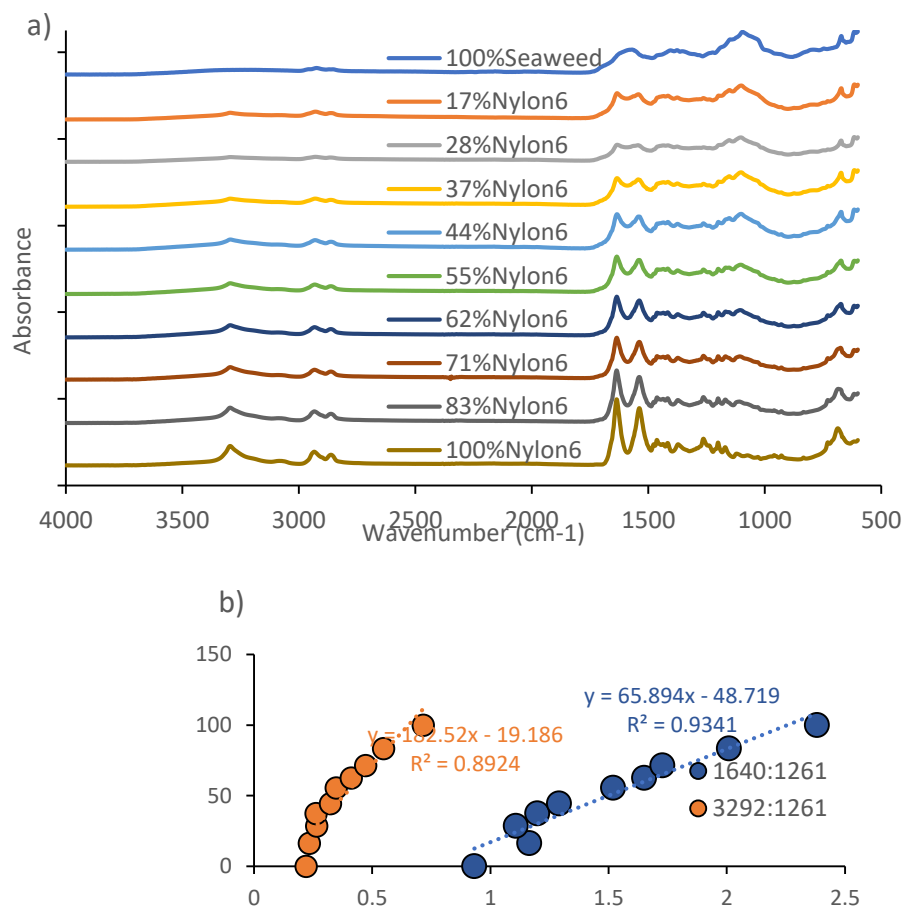 a)
100%Seaweed
17%Nylon6
28%Nylon6
37%Nylon6
44%Nylon6
55%Nylon6
62%Nylon6
71%Nylon6
83%Nylon6
100%Nylon6
Absorbance
4000 3500 3000 2500 2000 1500 1000 500
Wavenumber (cm-1)
b)
150
100
50
0
y = 182.52x - 19.186
R² = 0.8924
y = 65.894x - 48.719
R² = 0.9341
1640:1261
3292:1261
0 0.5 1 1.5 2 2.5